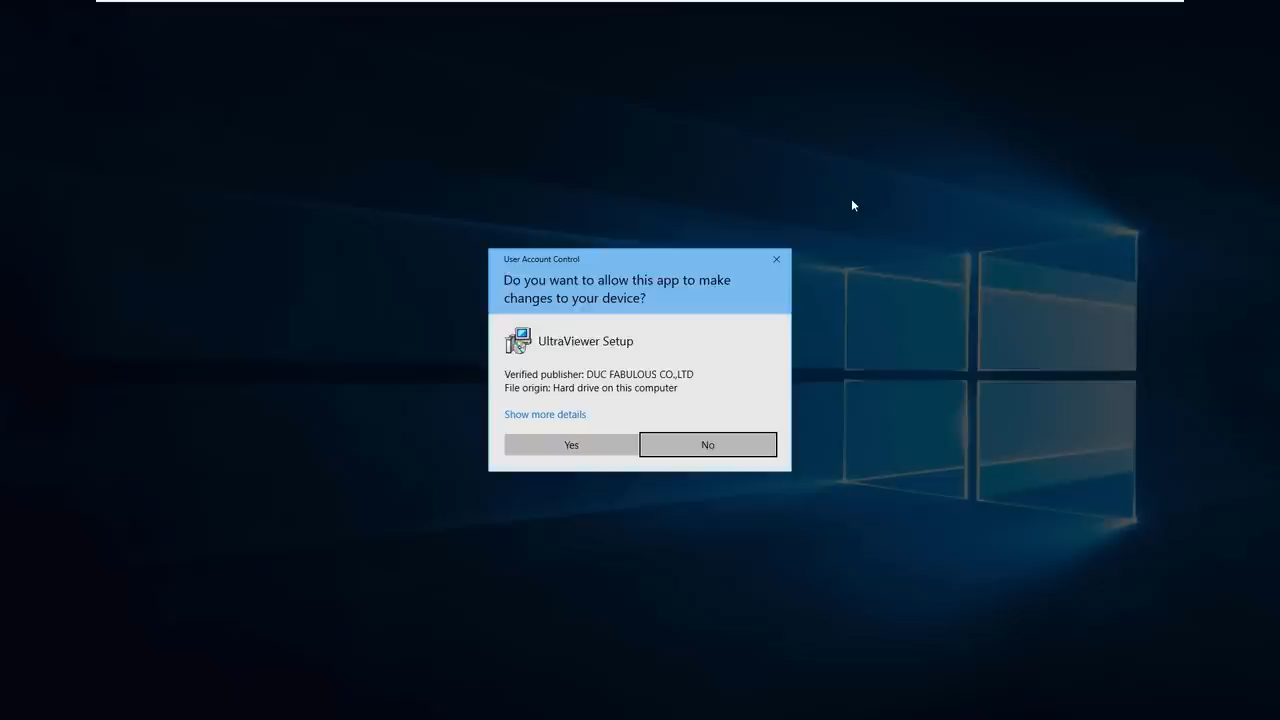 User Account Control
Do you want to allow this app to make
changes to your device?
UltraViewer Setup
Verified publisher: DUC FABULOUS CO.,LTD
File origin: Hard drive on this computer
Show more details
Yes
No